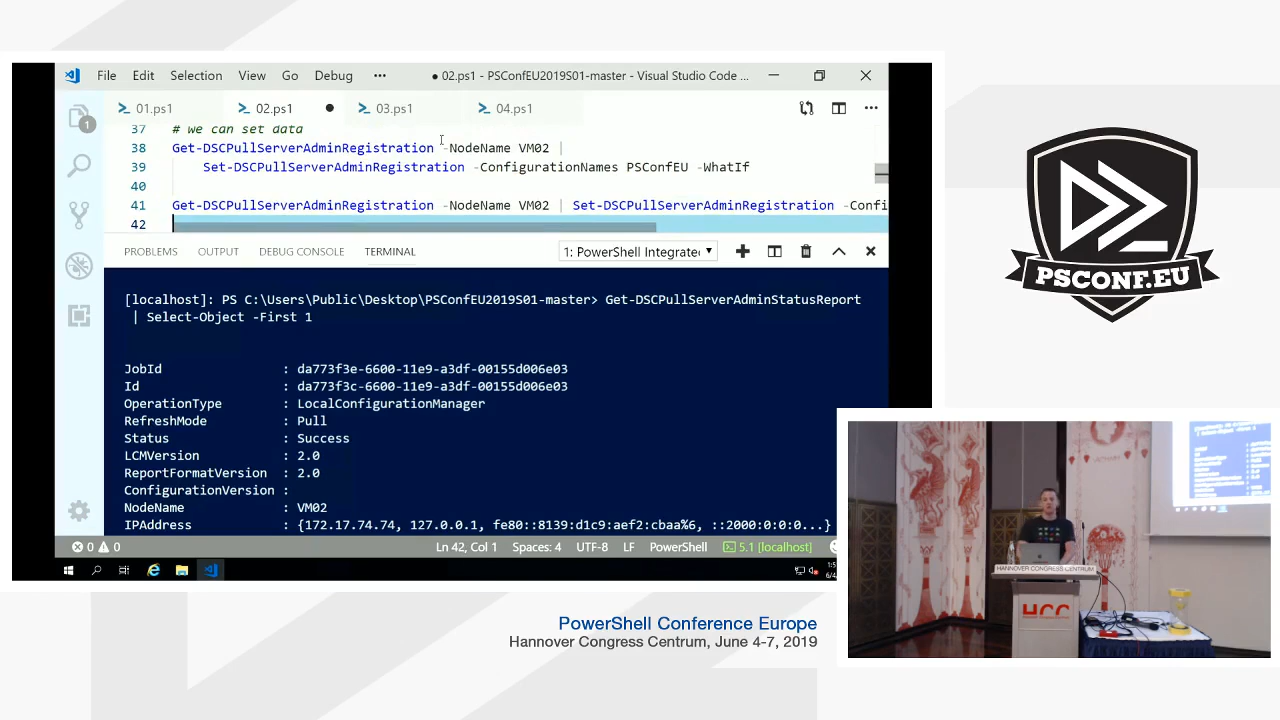 File Edit Selection View Go Debug ••• ● 02.ps1 - PSConfEU2019S01-master - Visual Studio Code ...
01.ps1 02.ps1 ● 03.ps1 04.ps1
1
37 # we can set data
38 Get-DSCPullServerAdminRegistration -NodeName VM02 |
39 Set-DSCPullServerAdminRegistration -ConfigurationNames PSConfEU -WhatIf
40
41 Get-DSCPullServerAdminRegistration -NodeName VM02 | Set-DSCPullServerAdminRegistration -Confi
42
PROBLEMS OUTPUT DEBUG CONSOLE TERMINAL 1: PowerShell Integrate
[localhost]: PS C:\Users\Public\Desktop\PSConfEU2019S01-master> Get-DSCPullServerAdminStatusReport
| Select-Object -First 1
JobId : da773f3e-6600-11e9-a3df-00155d006e03
Id : da773f3c-6600-11e9-a3df-00155d006e03
OperationType : LocalConfigurationManager
RefreshMode : Pull
Status : Success
LCMVersion : 2.0
ReportFormatVersion : 2.0
ConfigurationVersion :
NodeName : VM02
IPAddress : {172.17.74.74, 127.0.0.1, fe80::8139:d1c9:aef2:cbaa%6, ::2000:0:0:0...}
0 0 Ln 42, Col 1 Spaces: 4 UTF-8 LF PowerShell 5.1 [localhost]
PSCONF.EU
HANNOVER CONGRESS CENTRUM
HCC
PowerShell Conference Europe
Hannover Congress Centrum, June 4-7, 2019